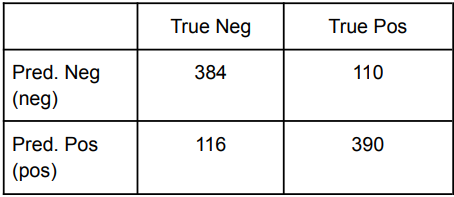 True Neg True Pos
Pred. Neg 384 110
(neg)
Pred. Pos 116 390
(pos)